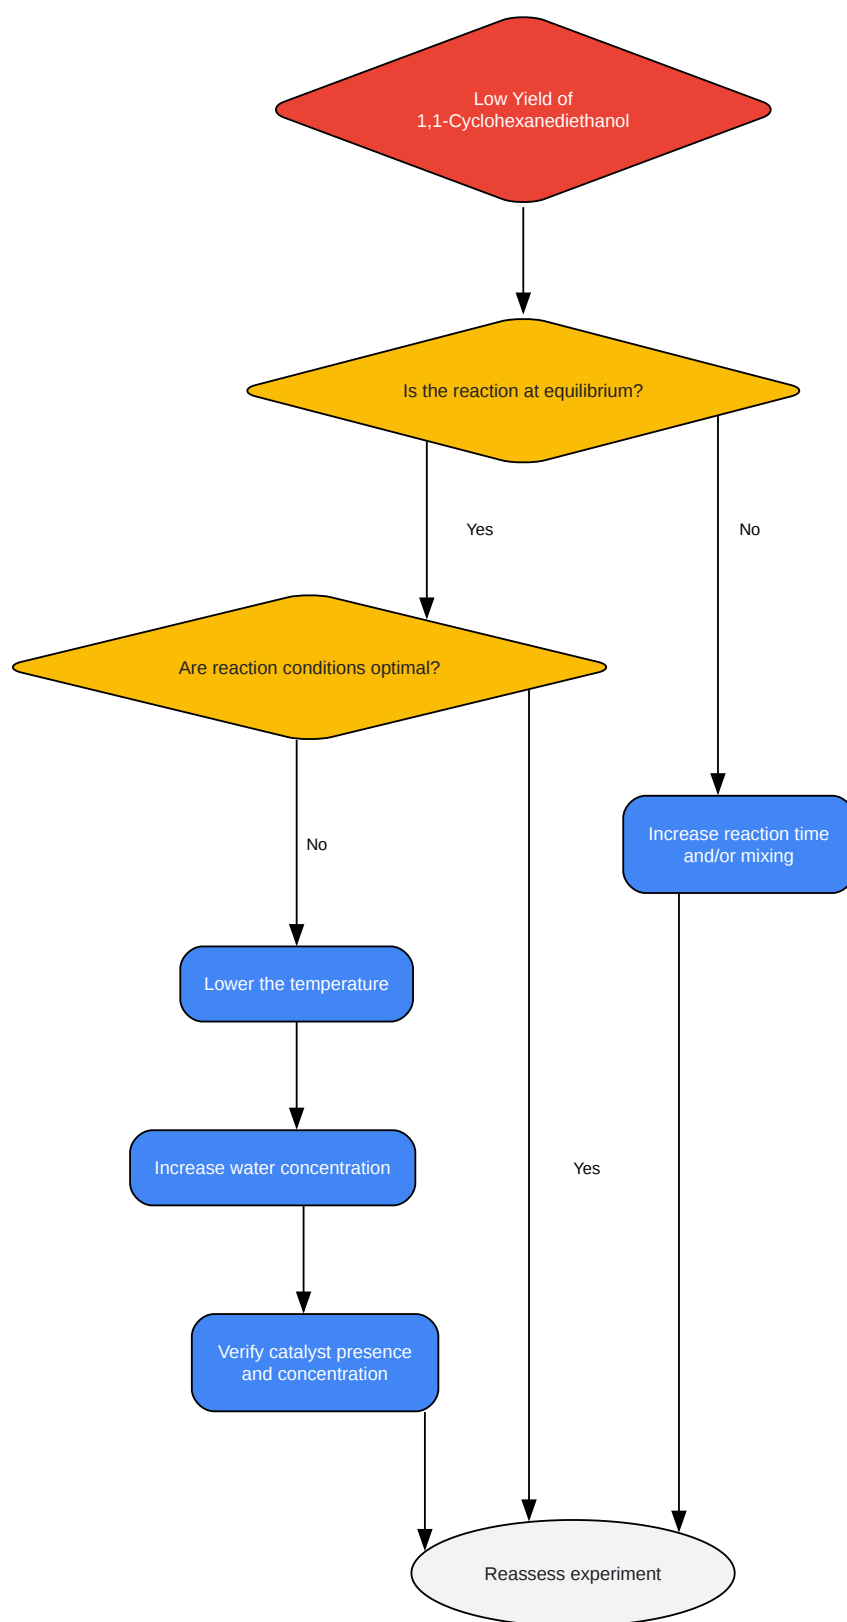 Low Yield of
1,1-Cyclohexanediethanol
Is the reaction at equilibrium?
Yes
No
Are reaction conditions optimal?
Increase reaction time
and/or mixing
No
Lower the temperature
Increase water concentration
Yes
Verify catalyst presence
and concentration
Reassess experiment